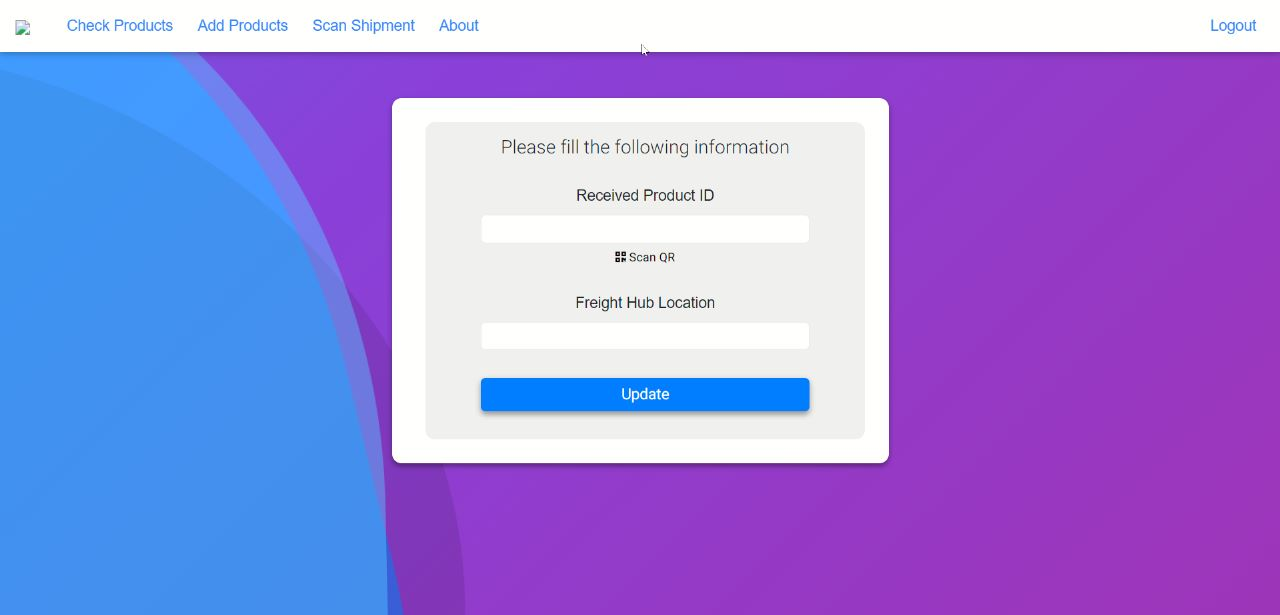 Check Products Add Products Scan Shipment About Logout
Please fill the following information
Received Product ID
Scan QR
Freight Hub Location
Update